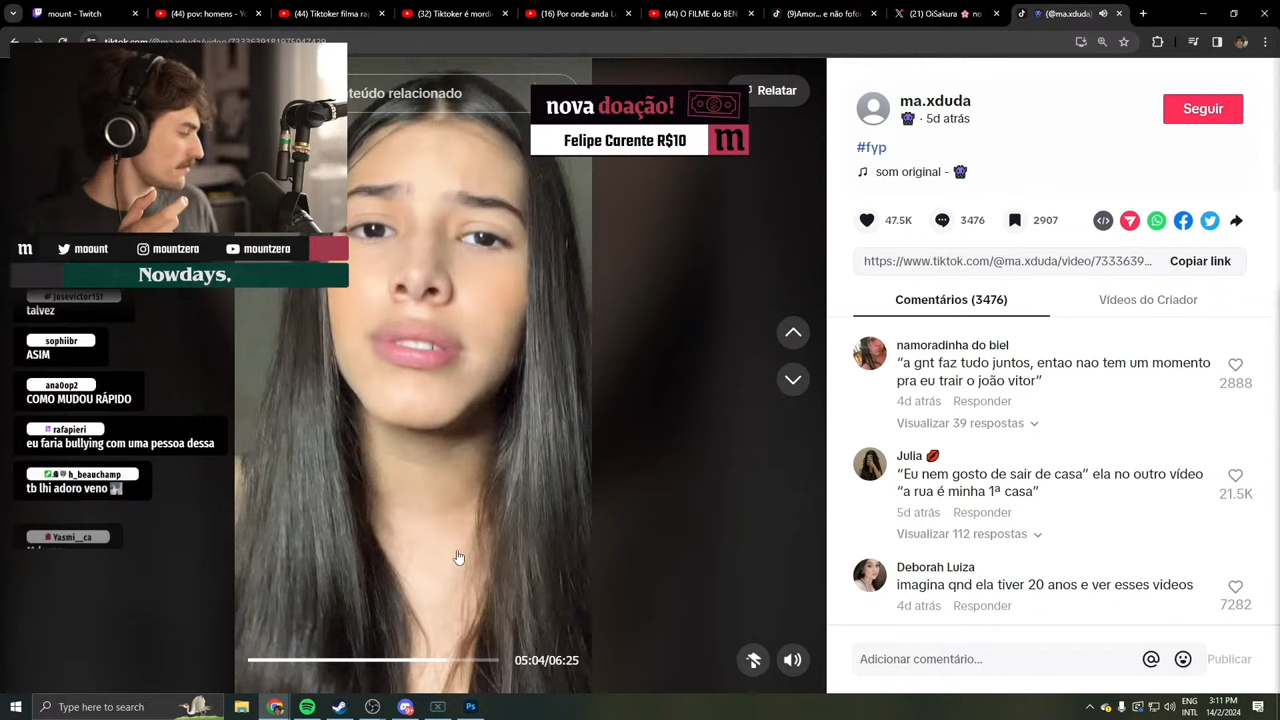 mount - Twitch
(44) pov: homens - Yo
(44) Tiktoker filma ra
(32) Tiktoker é morde
(16) Por onde anda L
(44) O FILME do BEN
(9)Amor... e não fofo
(21) OiSakura 🌸 no
@ma.xduda)
teúdo relacionado
nova doação!
Felipe Carente R$10
m
Relatar
m
maount
mountzera
mountzera
Nowdays,
josevictor151
talvez
sophiibr
ASIM
ana0op2
COMO MUDOU RÁPIDO
rafapieri
eu faria bullying com uma pessoa dessa
h_beauchamp
tb lhi adoro veno
Yasmi__ca
05:04/06:25
ma.xduda
· 5d atrás
Seguir
#fyp
som original -
47.5K
3476
2907
https://www.tiktok.com/@ma.xduda/video/7333639...
Copiar link
Comentários (3476)
Vídeos do Criador
namoradinha do biel
“a gnt faz tudo juntos, entao nao tem um momento
pra eu trair o joão vitor”
2888
4d atrás
Responder
Visualizar 39 respostas
Julia 💋
“Eu nem gosto de sair de casa” ela no outro vídeo
“a rua é minha 1ª casa”
21.5K
5d atrás
Responder
Visualizar 112 respostas
Deborah Luiza
imagina qnd ela tiver 20 anos e ver esses videos
7282
4d atrás
Responder
Adicionar comentário...
Publicar
Type here to search
ENG
INTL
3:11 PM
14/2/2024